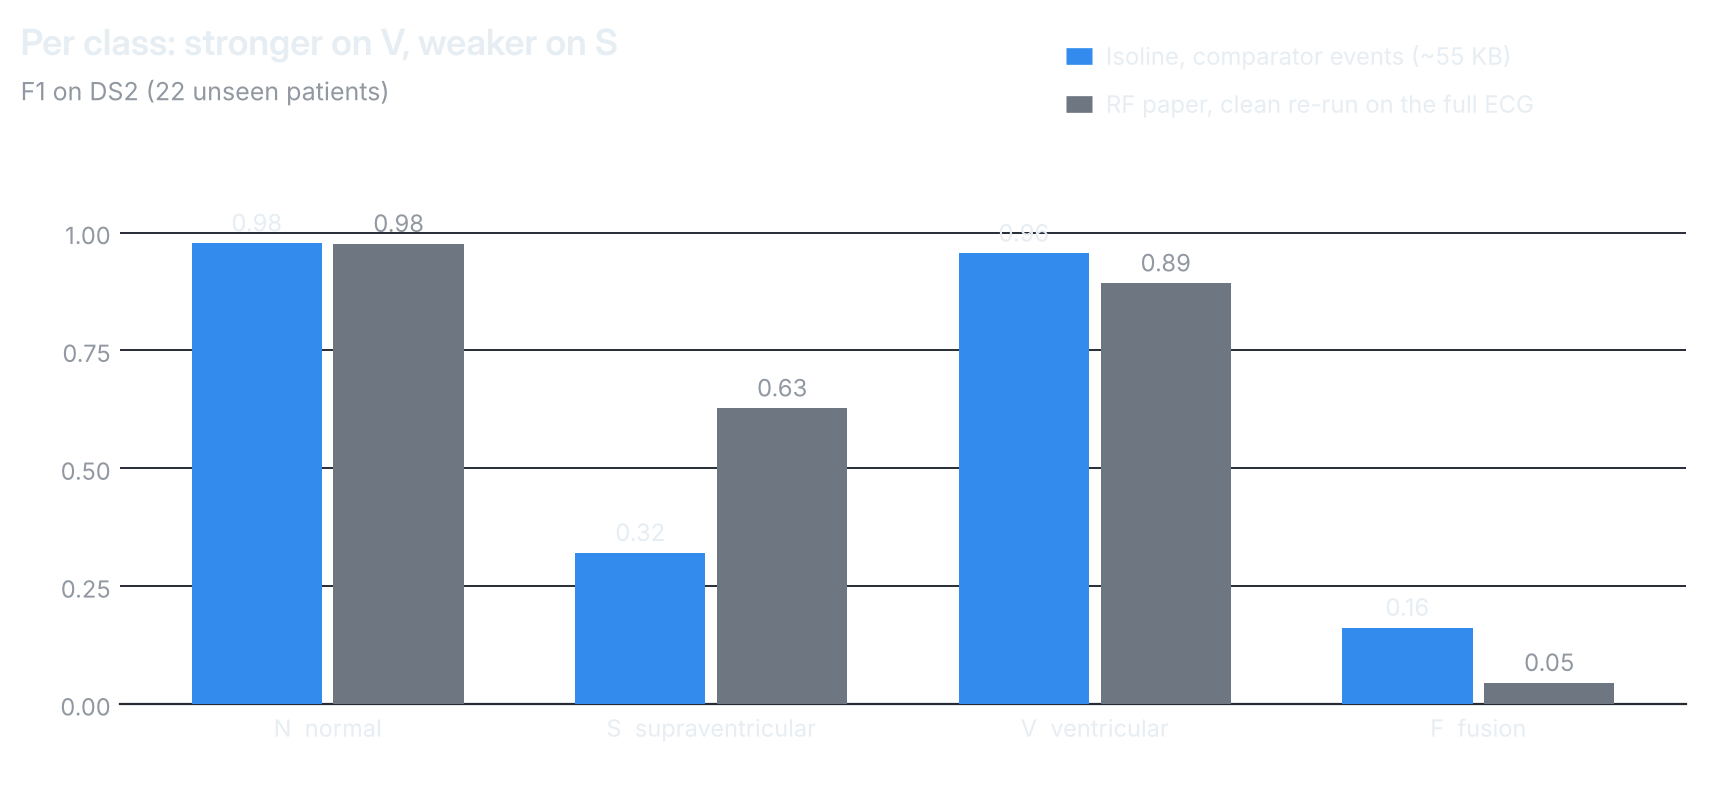 Per class: stronger on V, weaker on S
F1 on DS2 (22 unseen patients)
Isoline, comparator events (~55 KB)
RF paper, clean re-run on the full ECG
1.00
0.75
0.50
0.25
0.00
0.98
0.98
0.32
0.63
0.96
0.89
0.16
0.05
N normal
S supraventricular
V ventricular
F fusion